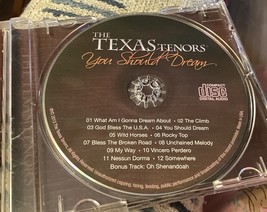 THE
TEXAS TENORS
You Should Dream
COMPACT
disc
DIGITAL AUDIO
01 What Am I Gonna Dream About • 02 The Climb
03 God Bless The U.S.A. • 04 You Should Dream
05 Wild Horses • 06 Rocky Top
07 Bless The Broken Road • 08 Unchained Melody
09 My Way • 10 Vincero Perdero
11 Nessun Dorma • 12 Somewhere
Bonus Track: Oh Shenandoah